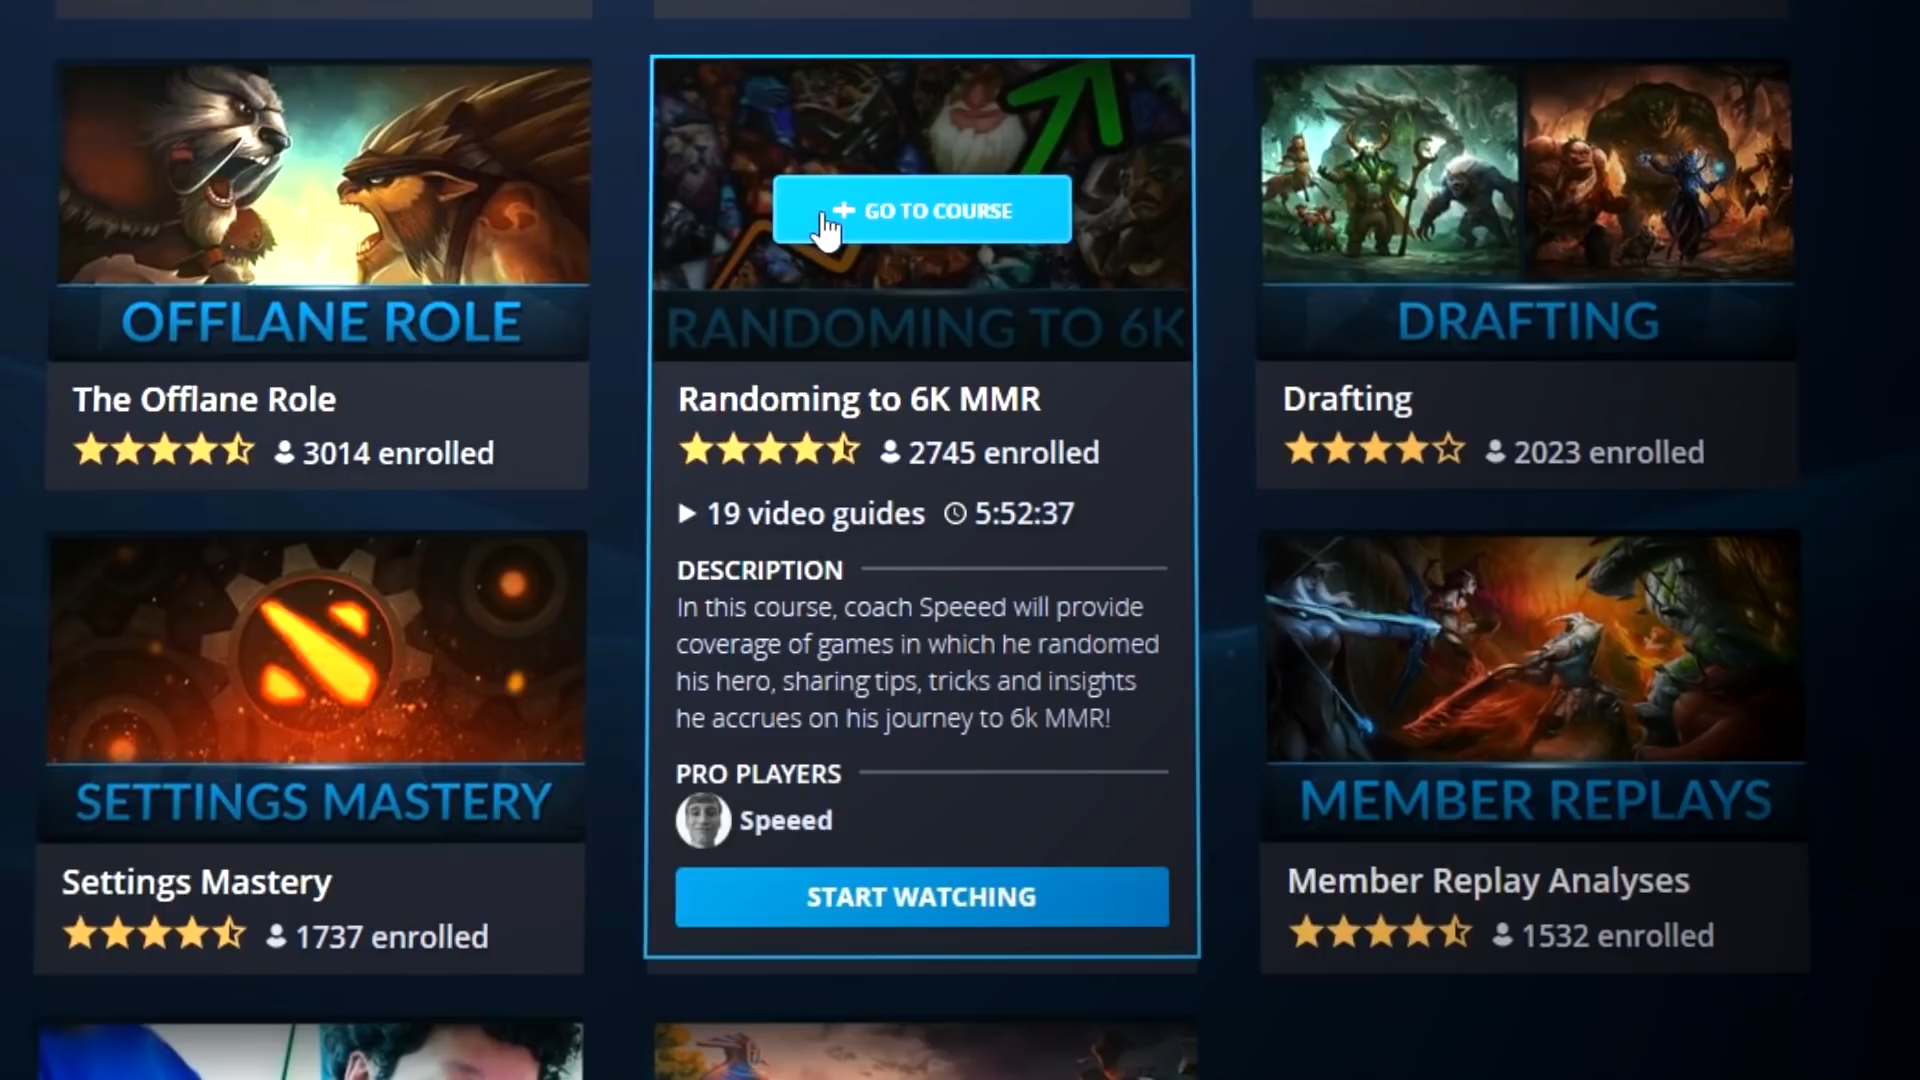 OFFLANE ROLE
The Offlane Role
3014 enrolled
GO TO COURSE
RANDOMING TO 6K
Randoming to 6K MMR
2745 enrolled
19 video guides 5:52:37
DESCRIPTION
In this course, coach Speeed will provide
coverage of games in which he randomed
his hero, sharing tips, tricks and insights
he accrues on his journey to 6k MMR!
PRO PLAYERS
Speeed
START WATCHING
DRAFTING
Drafting
2023 enrolled
SETTINGS MASTERY
Settings Mastery
1737 enrolled
MEMBER REPLAYS
Member Replay Analyses
1532 enrolled